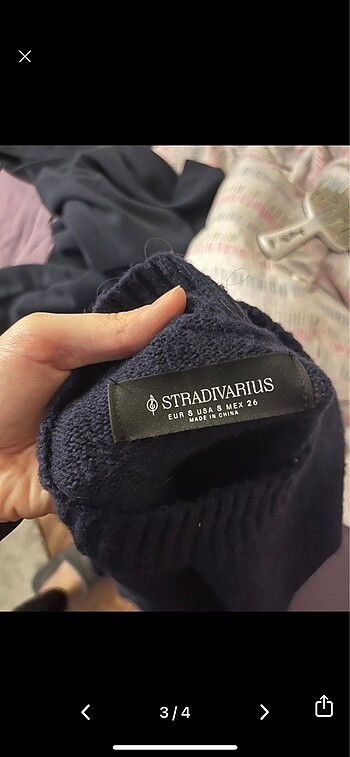 STRADIVARIUS
EUR S USA S MEX 26
MADE IN CHINA
3/4